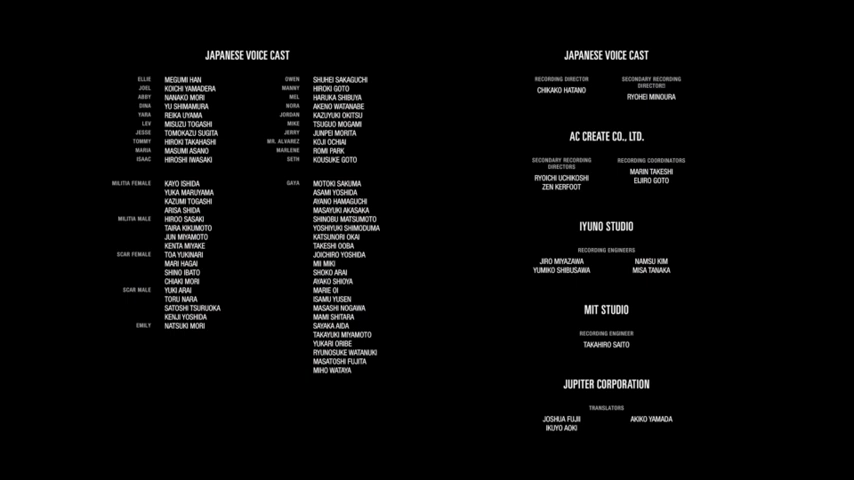 JAPANESE VOICE CAST
ELLIE MEGUMI HAN
JOEL KOICHI YAMADERA
ABBY NANAKO MORI
DINA YU SHIMAMURA
YARA REIKA UYAMA
LEV MISUZU TOGASHI
JESSE TOMOKAZU SUGITA
TOMMY HIROKI TAKAHASHI
MARIA MASUMI ASANO
ISAAC HIROSHI IWASAKI
OWEN SHUHEI SAKAGUCHI
MANNY HIROKI GOTO
MEL HARUKA SHIBUYA
NORA AKENO WATANABE
JORDAN KAZUYUKI OKITSU
MIKE TSUGUO MOGAMI
JERRY JUNPEI MORITA
MR. ALVAREZ KOJI OCHIAI
MARLENE ROMI PARK
SETH KOUSUKE GOTO
MILITIA FEMALE KAYO ISHIDA
YUKA MARUYAMA
KAZUMI TOGASHI
ARISA SHIDA
MILITIA MALE HIROO SASAKI
TAIRA KIKUMOTO
JUN MIYAMOTO
KENTA MIYAKE
SCAR FEMALE TOA YUKINARI
MARI HAGAI
SHINO IBATO
CHIAKI MORI
SCAR MALE YUKI ARAI
TORU NARA
SATOSHI TSURUOKA
KENJI YOSHIDA
EMILY NATSUKI MORI
GAYA MOTOKI SAKUMA
ASAMI YOSHIDA
AYANO HAMAGUCHI
MASAYUKI AKASAKA
SHINOBU MATSUMOTO
YOSHIYUKI SHIMODUMA
KATSUNORI OKAI
TAKESHI OOBA
JOICHIRO YOSHIDA
MII MIKI
SHOKO ARAI
AYAKO SHIOYA
MARIE OI
ISAMU YUSEN
MASASHI NOGAWA
MAMI SHITARA
SAYAKA AIDA
TAKAYUKI MIYAMOTO
YUKARI ORIBE
RYUNOSUKE WATANUKI
MASATOSHI FUJITA
MIHO WATAYA
JAPANESE VOICE CAST
RECORDING DIRECTOR
CHIKAKO HATANO
SECONDARY RECORDING
RYOHEI MINOURA
AC CREATE CO., LTD.
SECONDARY RECORDING
DIRECTORS
RYOICHI UCHIKOSHI
ZEN KERFOOT
RECORDING COORDINATORS
MARIN TAKESHI
EIJIRO GOTO
IYUNO STUDIO
RECORDING ENGINEERS
JIRO MIYAZAWA
YUMIKO SHIBUSAWA
NAMSU KIM
MISA TANAKA
MIT STUDIO
RECORDING ENGINEER
TAKAHIRO SAITO
JUPITER CORPORATION
TRANSLATORS
JOSHUA FUJII
IKUYO AOKI
AKIKO YAMADA